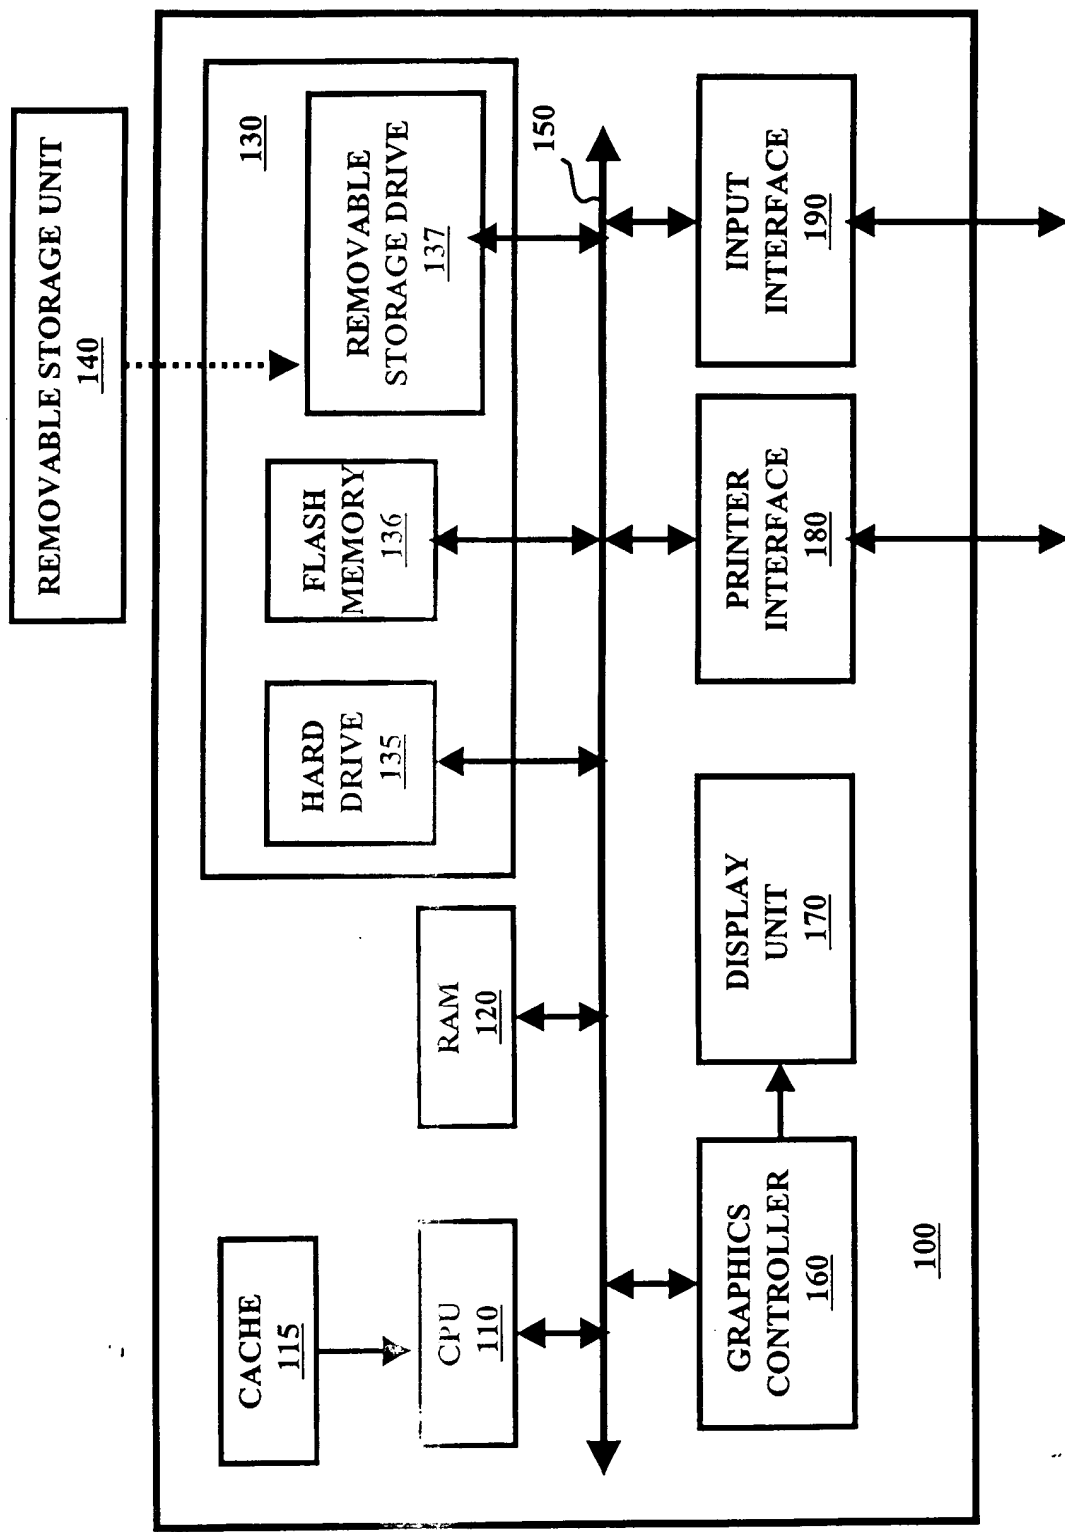 REMOVABLE STORAGE UNIT
140
130
CACHE
115
CPU
110
RAM
120
HARD
DRIVE
135
FLASH
MEMORY
136
REMOVABLE
STORAGE DRIVE
137
150
GRAPHICS
CONTROLLER
160
DISPLAY
UNIT
170
PRINTER
INTERFACE
180
INPUT
INTERFACE
190
100